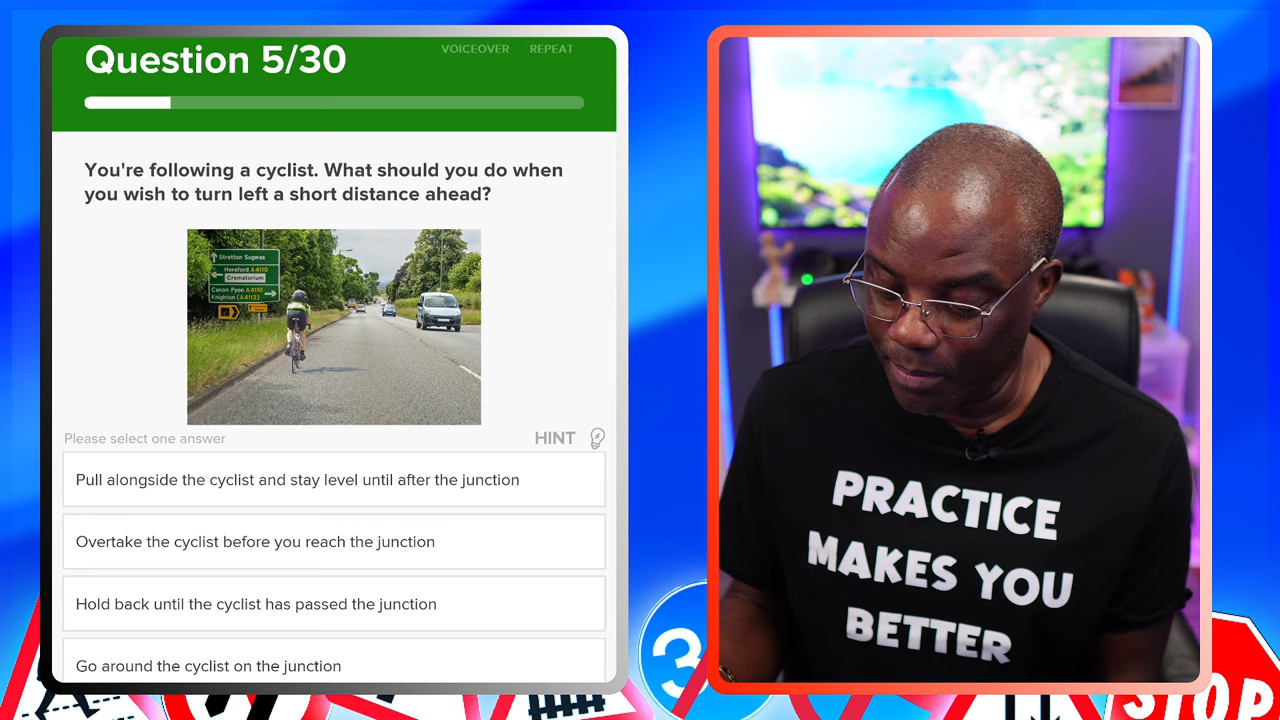 Question 5/30
VOICEOVER
REPEAT
You're following a cyclist. What should you do when
you wish to turn left a short distance ahead?
Stretton Sugwas
Hereford A4110
Crematorium
Canon Pyon A4110
Knighton (A4113)
Please select one answer
HINT
Pull alongside the cyclist and stay level until after the junction
Overtake the cyclist before you reach the junction
Hold back until the cyclist has passed the junction
Go around the cyclist on the junction
PRACTICE
MAKES YOU
BETTER
3
STOP